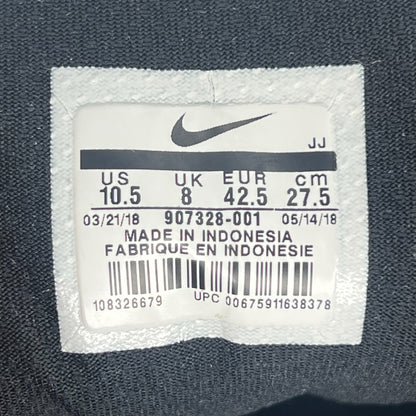 JJ
US UK EUR cm
10.5 8 42.5 27.5
03/21/18 907328-001 05/14/18
MADE IN INDONESIA
FABRIQUE EN INDONESIE
108326679 UPC 00675911638378